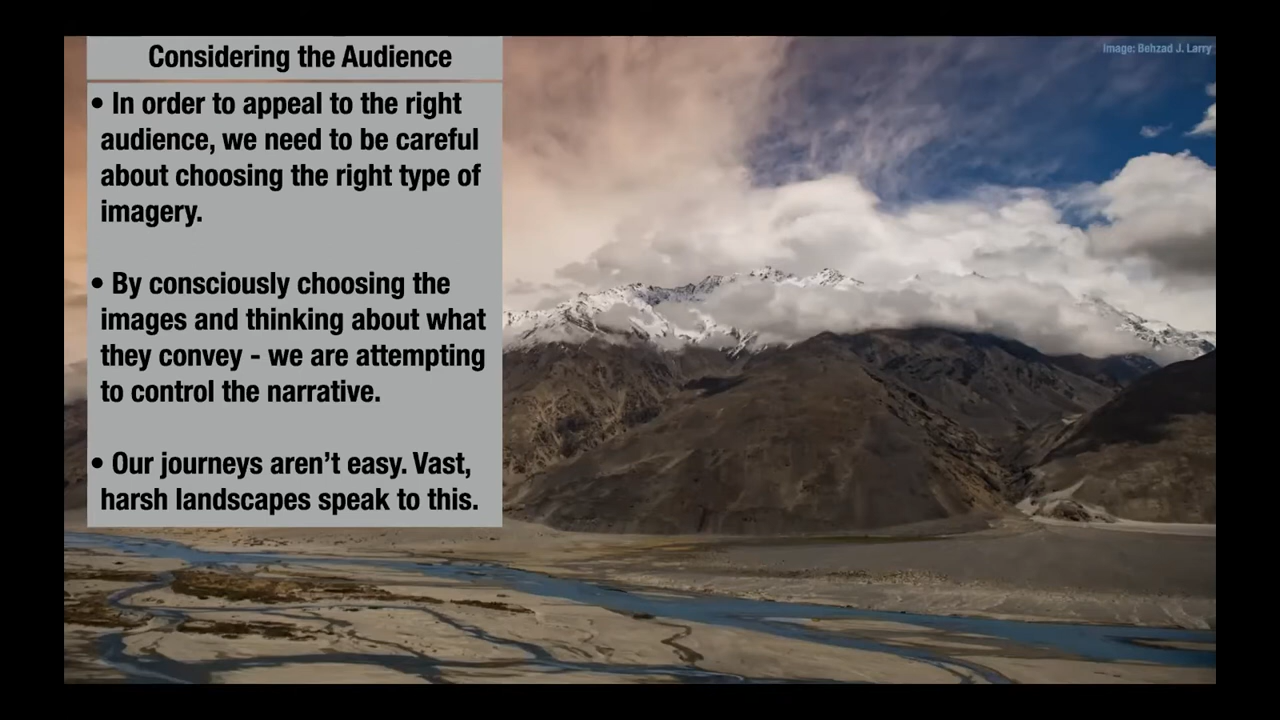 Considering the Audience
Image: Behzad J. Larry
• In order to appeal to the right
audience, we need to be careful
about choosing the right type of
imagery.
• By consciously choosing the
images and thinking about what
they convey - we are attempting
to control the narrative.
• Our journeys aren’t easy. Vast,
harsh landscapes speak to this.